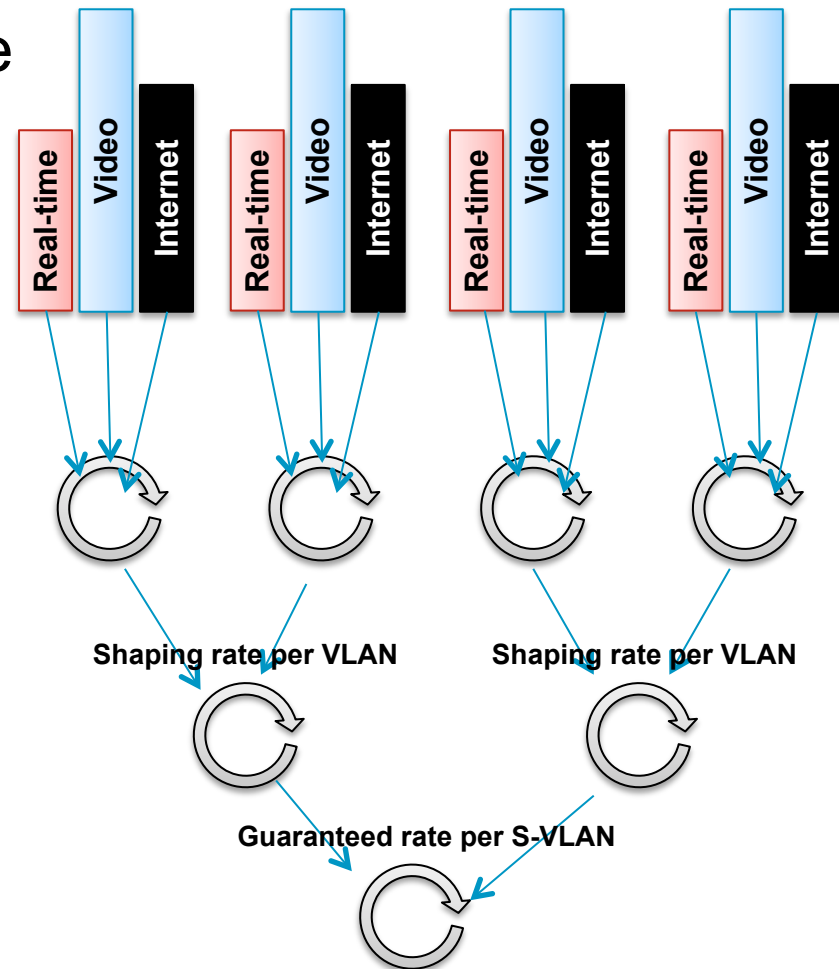 e
Real-time
Video
Internet
Real-time
Video
Internet
Real-time
Video
Internet
Real-time
Video
Internet
Shaping rate per VLAN
Shaping rate per VLAN
Guaranteed rate per S-VLAN